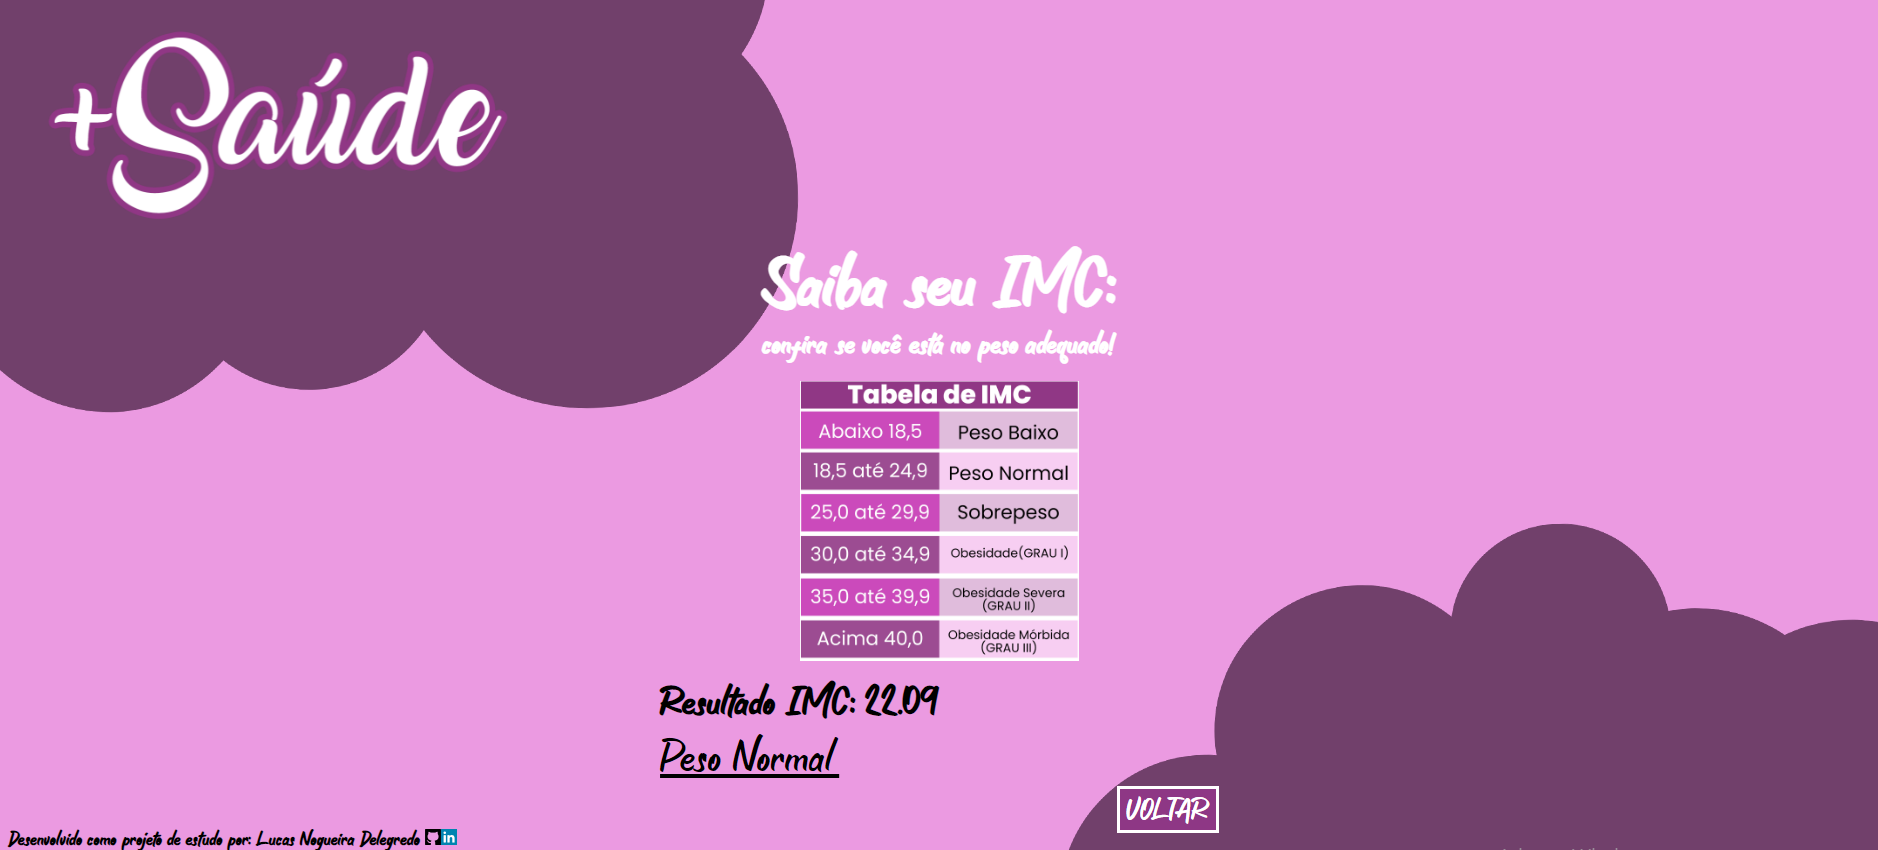 +Saúde
Saiba seu IMC:
confira se você está no peso adequado!
Tabela de IMC
Abaixo 18,5 Peso Baixo
18,5 até 24,9 Peso Normal
25,0 até 29,9 Sobrepeso
30,0 até 34,9 Obesidade(GRAU I)
35,0 até 39,9 Obesidade Severa
(GRAU II)
Acima 40,0 Obesidade Mórbida
(GRAU III)
Resultado IMC: 22.09
Peso Normal
VOLTAR
Desenvolvido como projeto de estudo por: Lucas Nogueira Delegredo
in